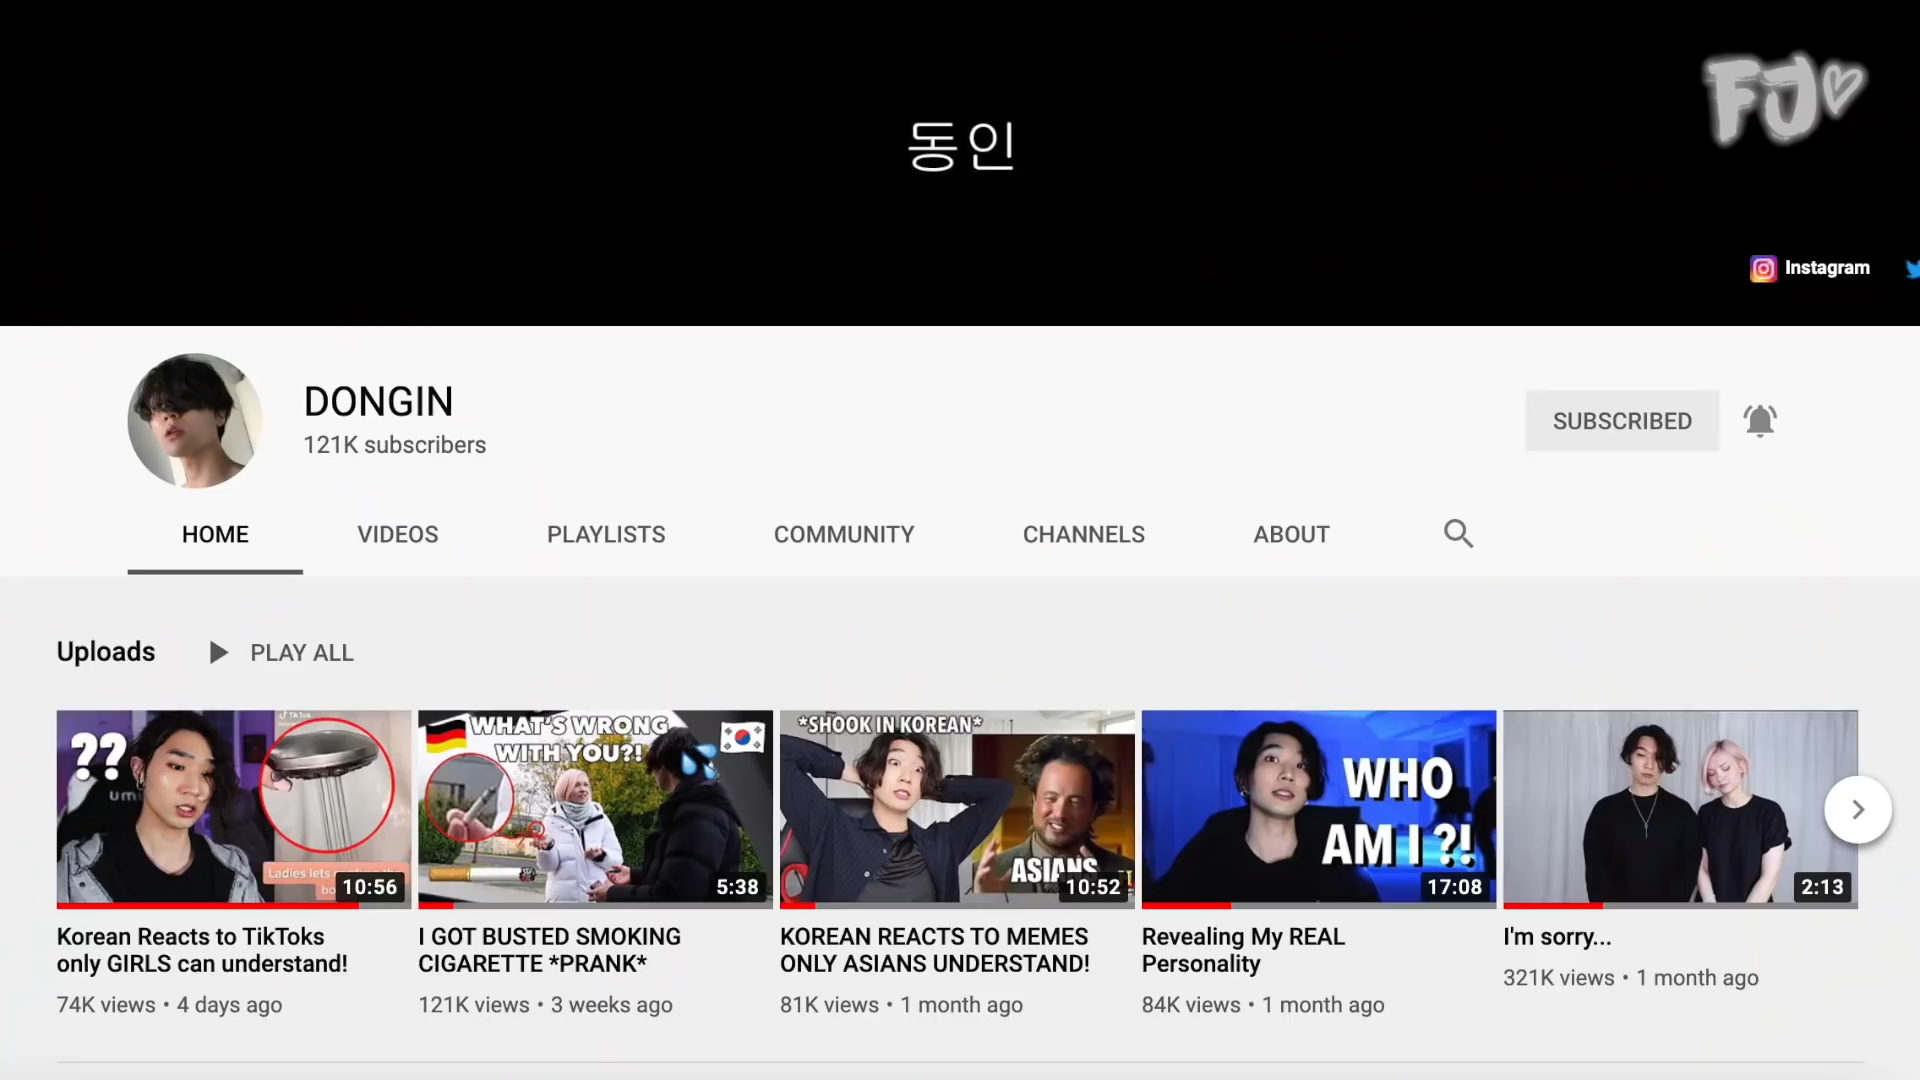 동인
FJ♡
Instagram
DONGIN
121K subscribers
SUBSCRIBED
HOME VIDEOS PLAYLISTS COMMUNITY CHANNELS ABOUT
Uploads PLAY ALL
??
TikTok
Ladies lets
10:56
WHAT'S WRONG
WITH YOU?!
5:38
*SHOOK IN KOREAN*
ASIANS
10:52
WHO
AM I ?!
17:08
2:13
Korean Reacts to TikToks
only GIRLS can understand!
74K views • 4 days ago
I GOT BUSTED SMOKING
CIGARETTE *PRANK*
121K views • 3 weeks ago
KOREAN REACTS TO MEMES
ONLY ASIANS UNDERSTAND!
81K views • 1 month ago
Revealing My REAL
Personality
84K views • 1 month ago
I'm sorry...
321K views • 1 month ago